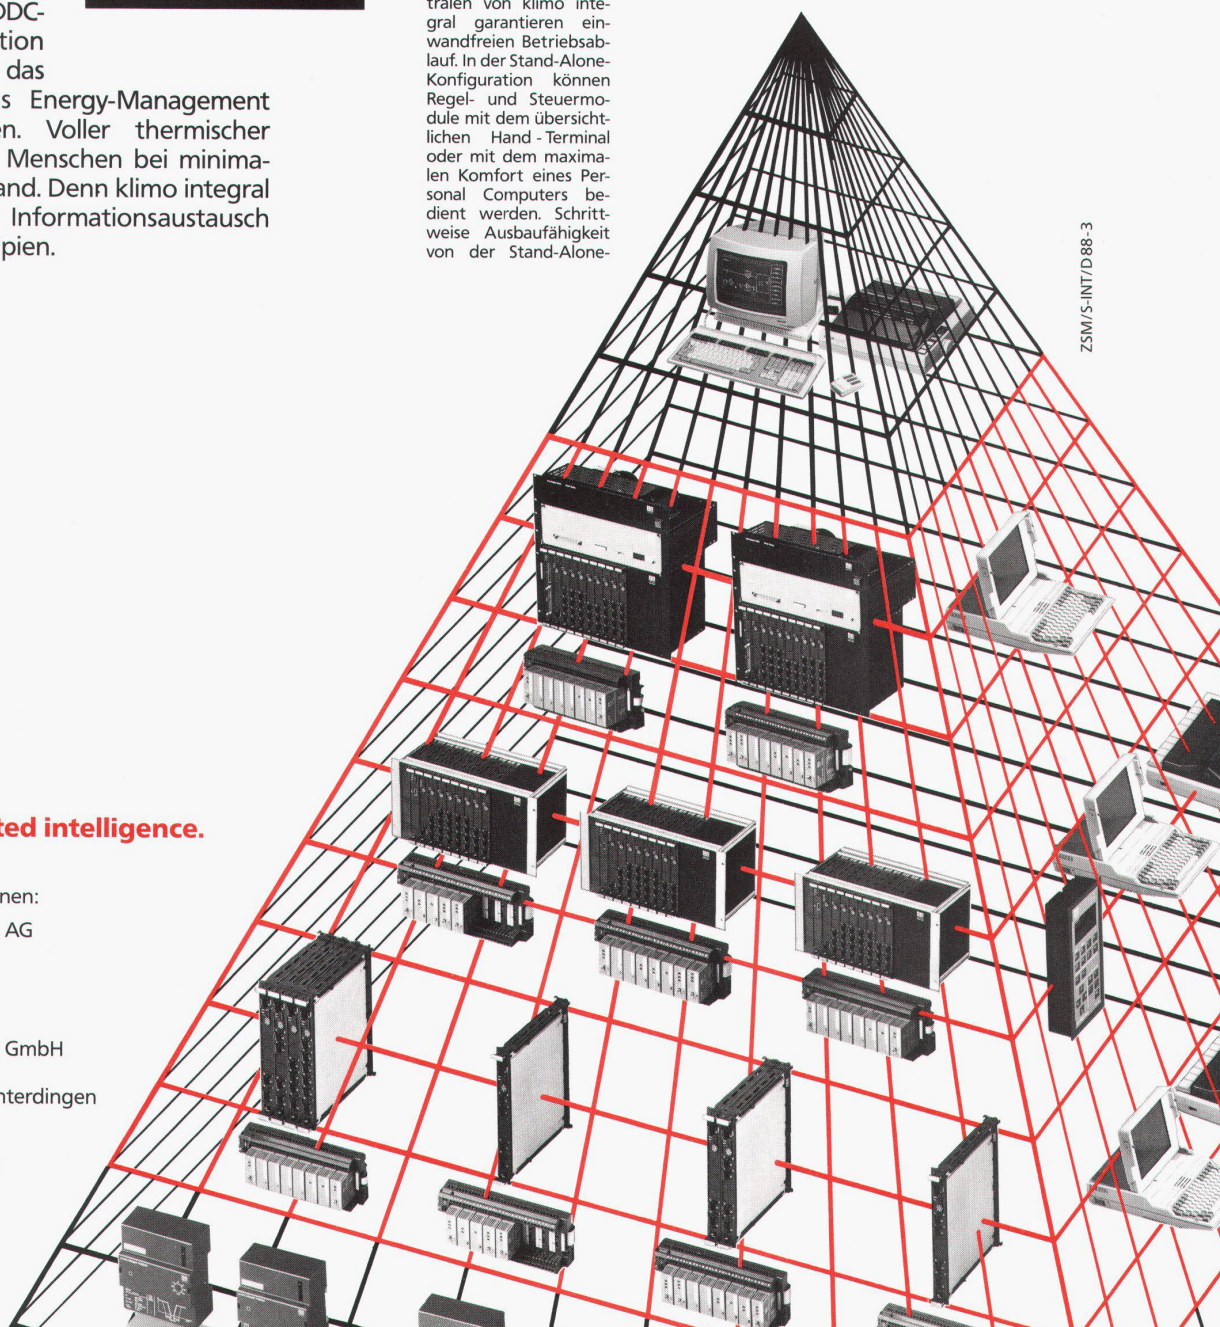 DDC-
tion
das
s Energy-Management
en. Voller thermischer
Menschen bei minima-
and. Denn klimo integral
Informationsaustausch
pien.
tralen von klimo inte-
gral garantieren ein-
wandfreien Betriebsab-
lauf. In der Stand-Alone-
Konfiguration können
Regel- und Steuermo-
dule mit dem übersicht-
lichen Hand-Terminal
oder mit dem maxima-
len Komfort eines Per-
sonal Computers be-
dient werden. Schritt-
weise Ausbaufähigkeit
von der Stand-Alone-
ZSM/S-INT/D88-3
ted intelligence.
nen:
AG
GmbH
nterdingen